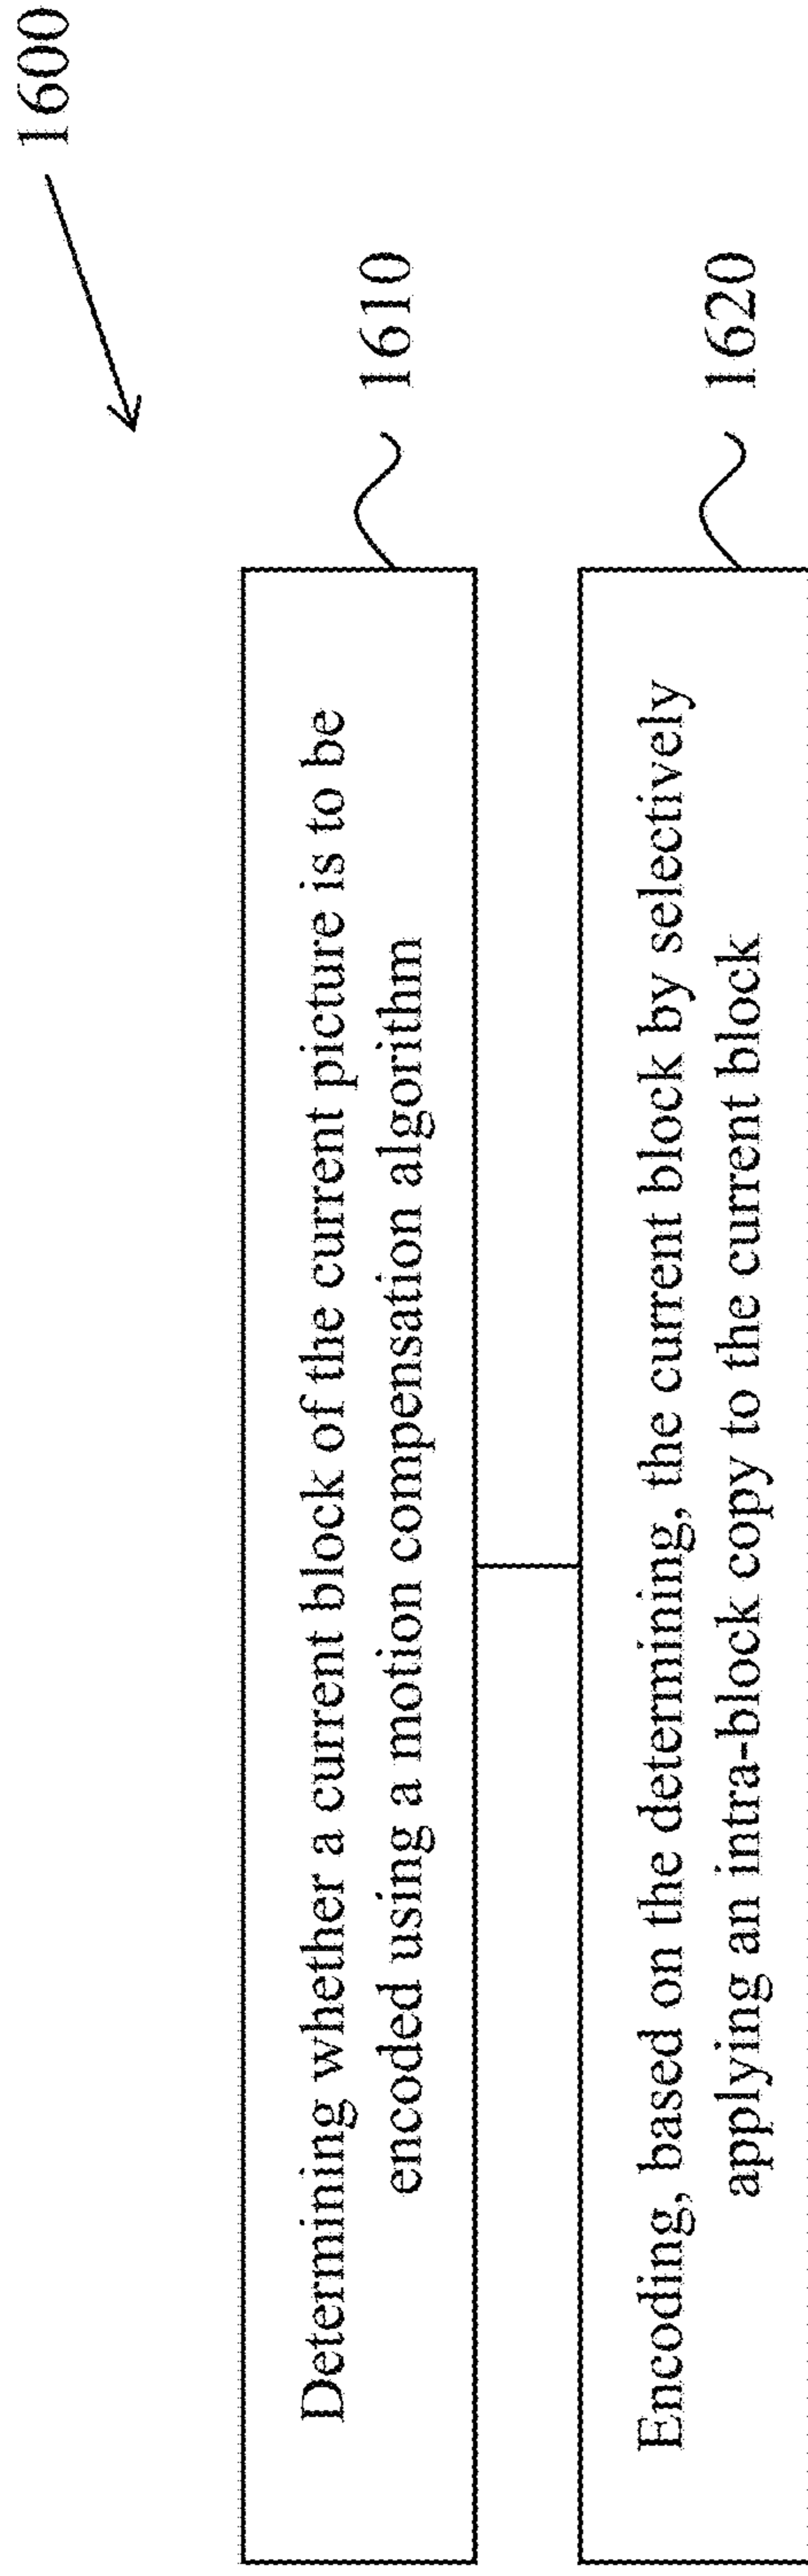 1600
Determining whether a current block of the current picture is to be
encoded using a motion compensation algorithm
1610
Encoding, based on the determining, the current block by selectively
applying an intra-block copy to the current block
1620